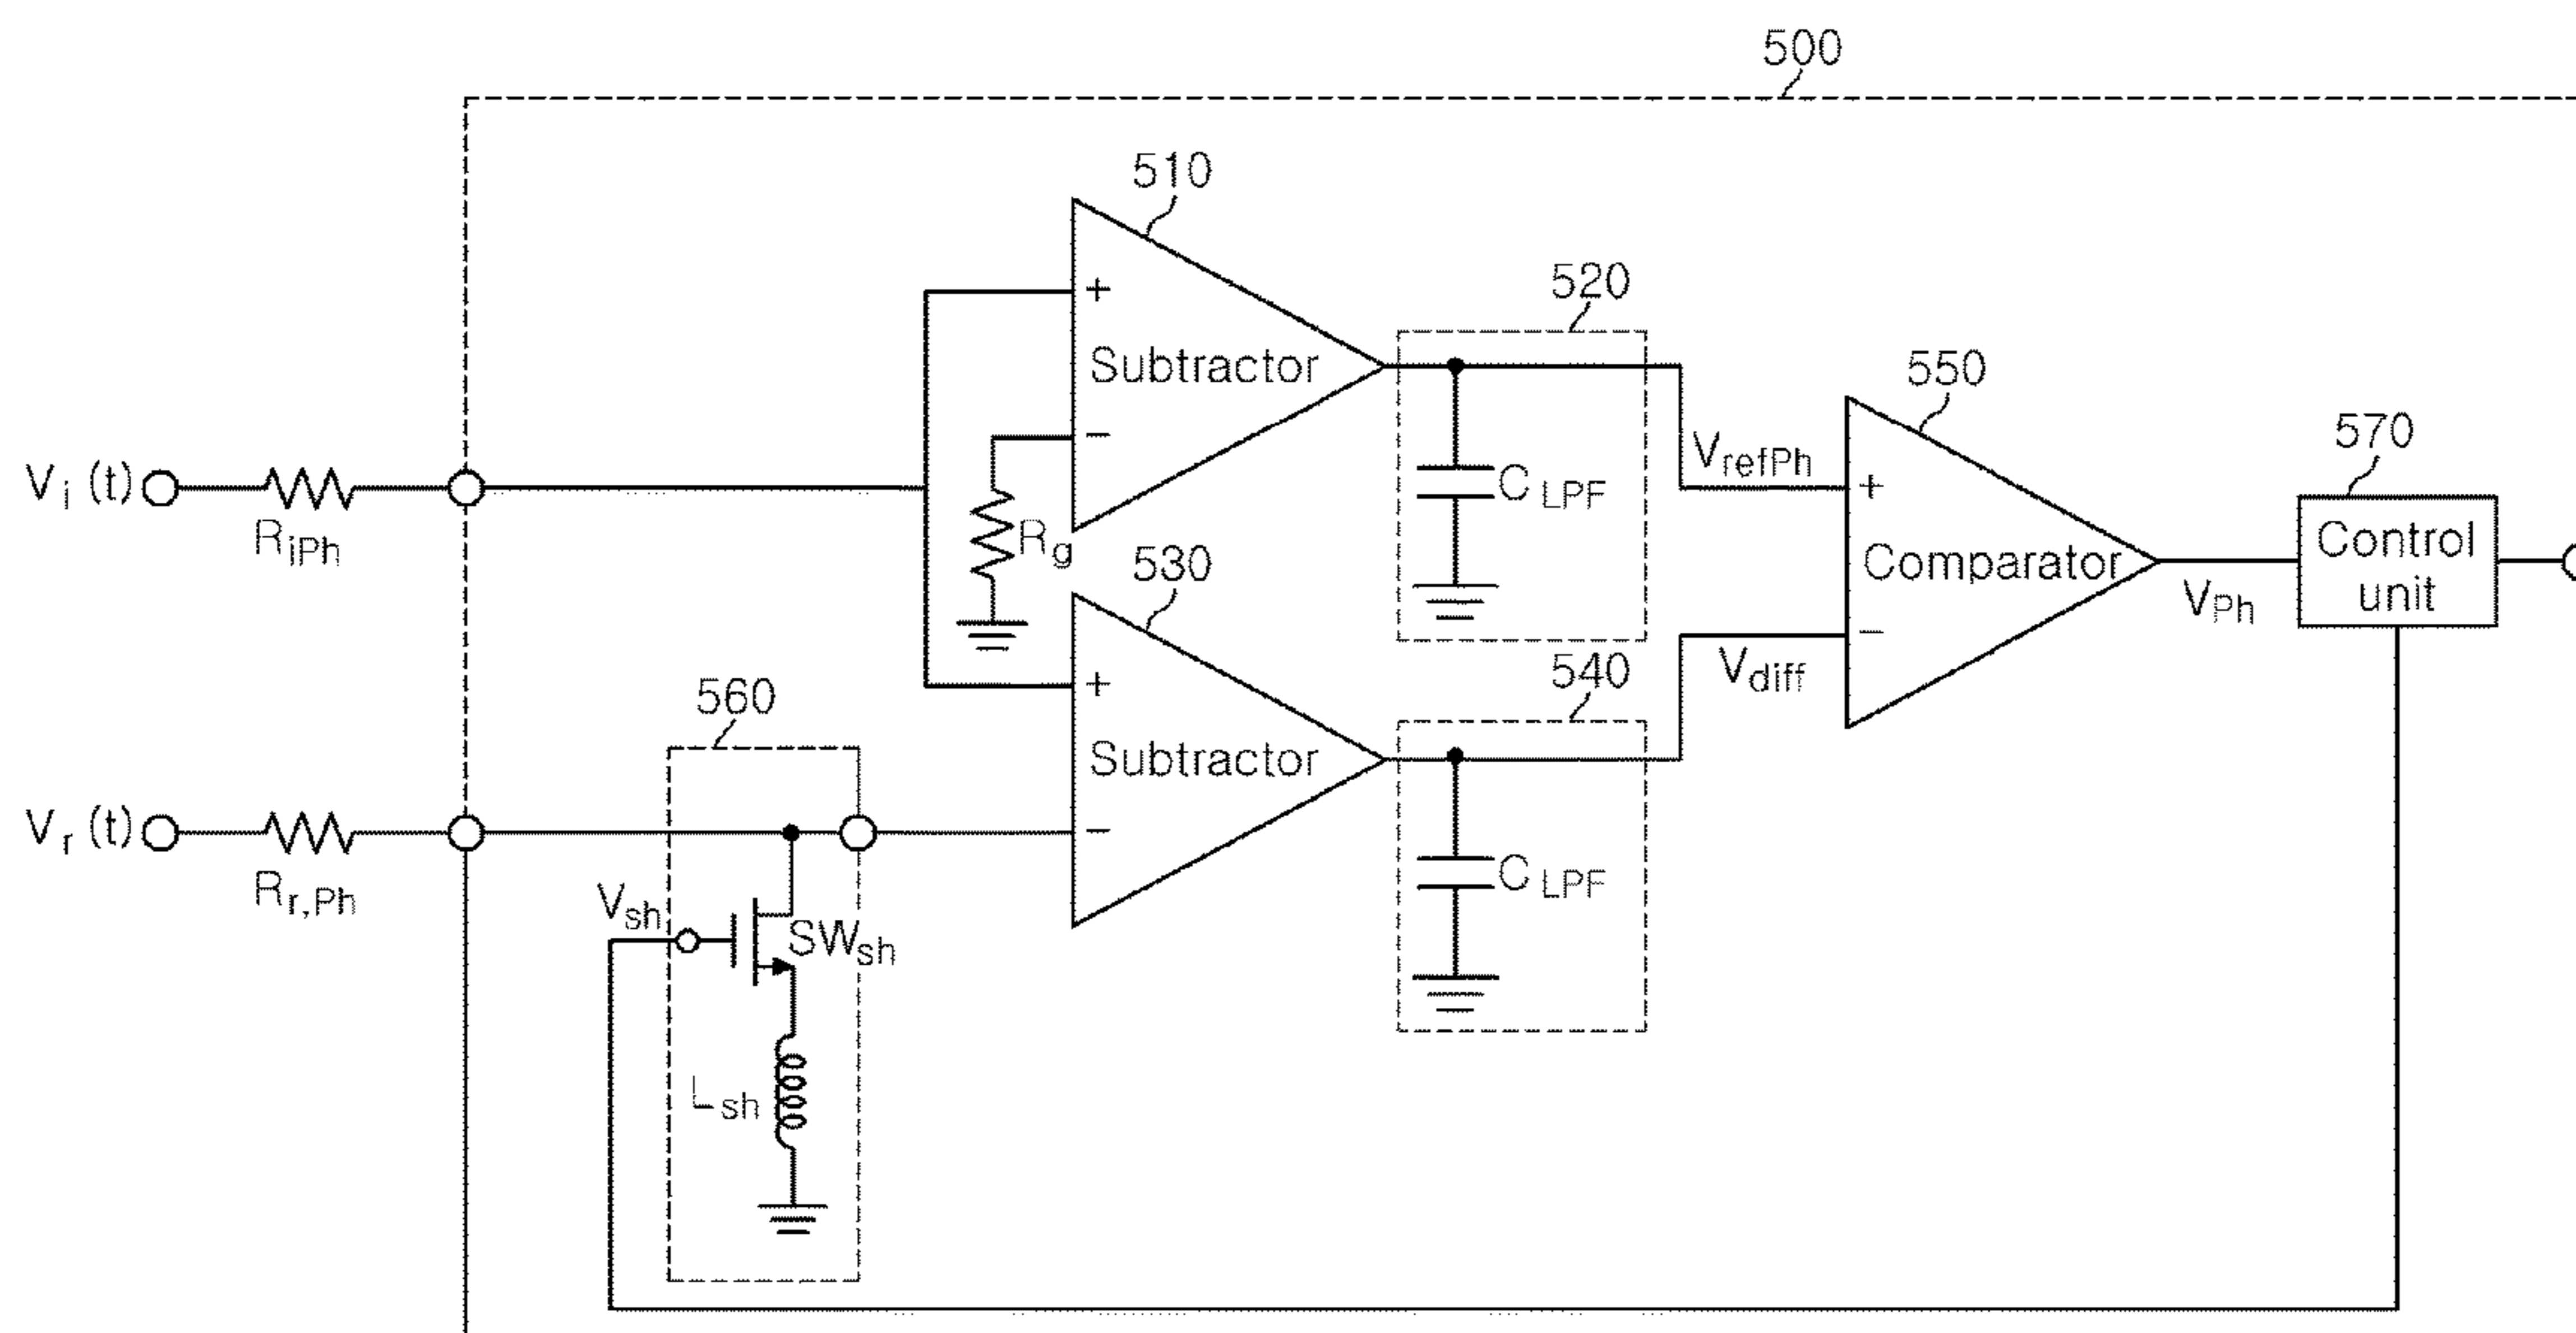 500
510
+
Subtractor
−
R_g
520
C_LPF
V_refPh
550
+
Comparator
−
V_Ph
570
Control
unit
V_i (t)
R_iPh
530
+
Subtractor
−
540
C_LPF
V_diff
560
V_r (t)
R_r,Ph
V_sh
SW_sh
L_sh